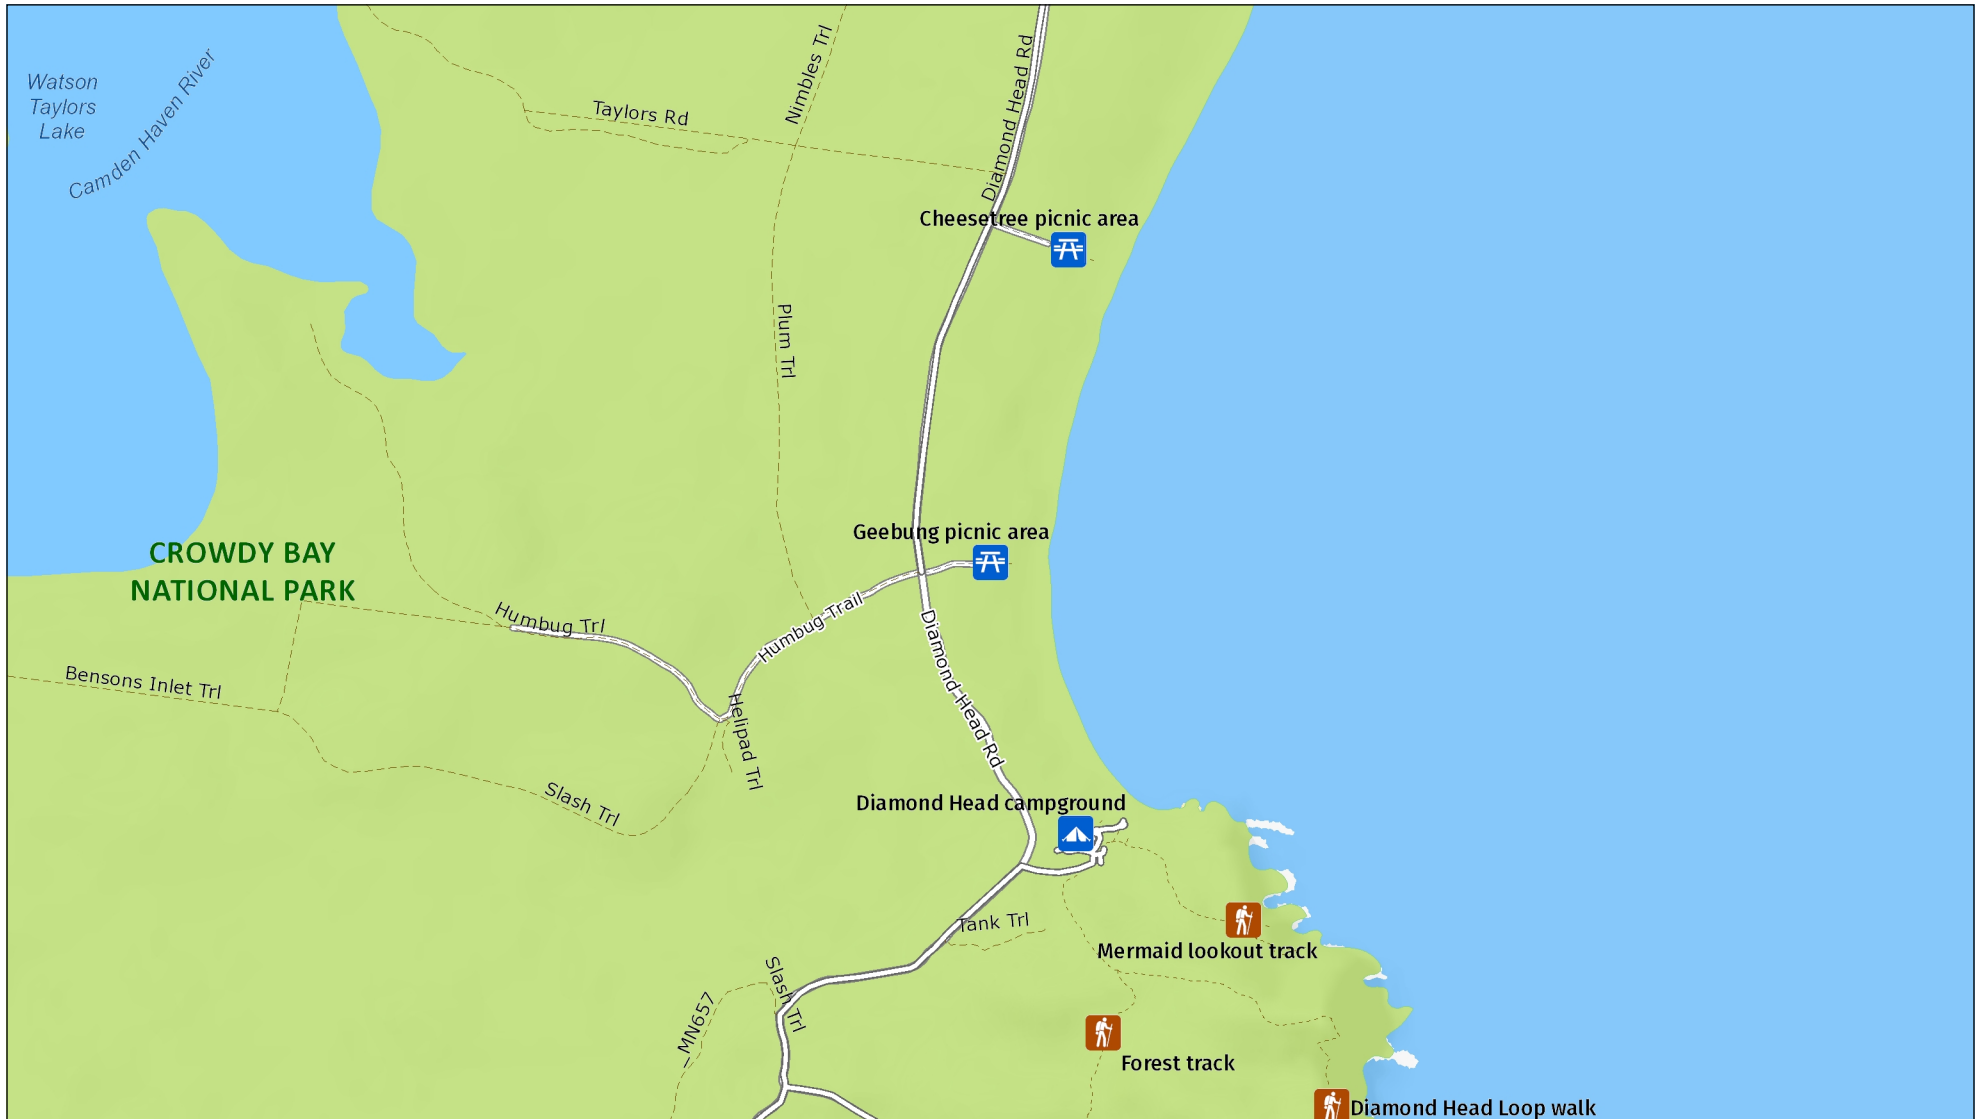 Watson
Taylors
Lake
Camden Haven River
Taylors Rd
Nimbles Trl
Diamond Head Rd
Cheesetree picnic area
Plum Trl
Geebung picnic area
CROWDY BAY
NATIONAL PARK
Humbug Trl
Humbug Trail
Diamond Head Rd
Bensons Inlet Trl
Helipad Trl
Slash Trl
Diamond Head campground
Tank Trl
Mermaid lookout track
Slash Trl
MN657
Forest track
Diamond Head Loop walk